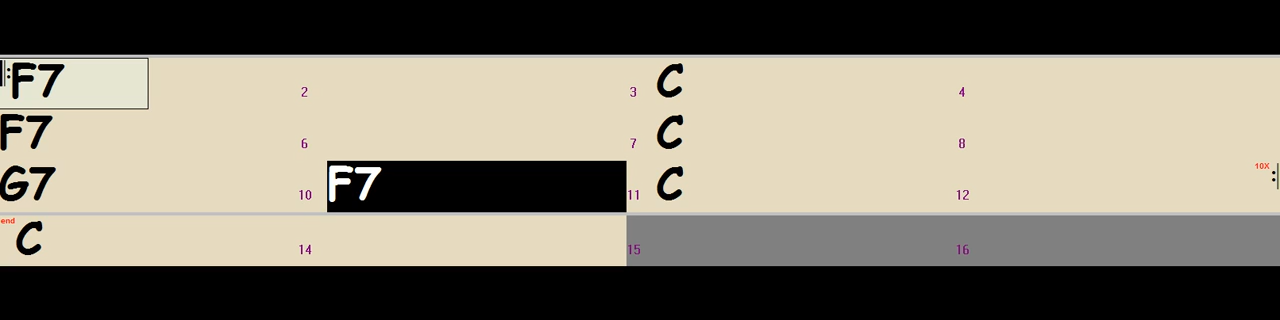 F7 2 3 C 4
F7 6 7 C 8
10X
G7 10 F7 11 C 12
end
C 14 15 16